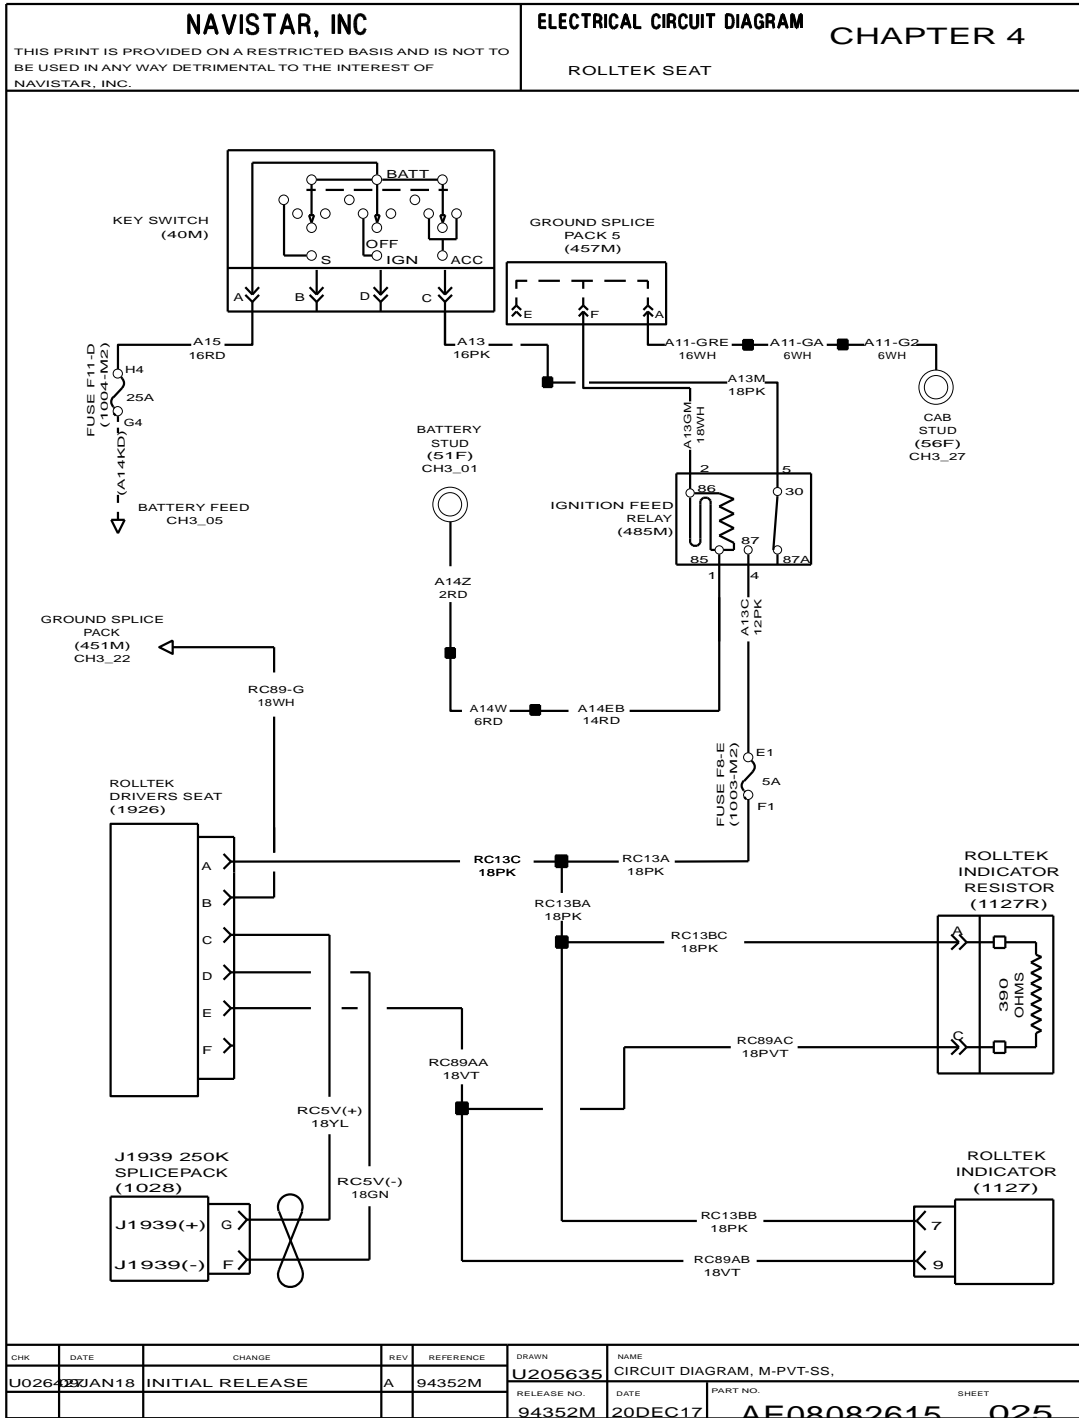 NAVISTAR, INC
THIS PRINT IS PROVIDED ON A RESTRICTED BASIS AND IS NOT TO
BE USED IN ANY WAY DETRIMENTAL TO THE INTEREST OF
NAVISTAR, INC.
ELECTRICAL CIRCUIT DIAGRAM
CHAPTER 4
ROLLTEK SEAT
KEY SWITCH
(40M)
BATT
OFF
S
IGN
ACC
A
B
D
C
GROUND SPLICE
PACK 5
(457M)
E
F
A
A15
16RD
A13
16PK
A11-GRE
16WH
A11-GA
6WH
A11-G2
6WH
FUSE F11-D
(1004-M2)
H4
25A
G4
(A14KD)
BATTERY FEED
CH3_05
A13M
18PK
A13GM
18WH
CAB
STUD
(56F)
CH3_27
BATTERY
STUD
(51F)
CH3_01
IGNITION FEED
RELAY
(485M)
2
5
86
30
87
85
87A
1
4
A14Z
2RD
A13C
12PK
GROUND SPLICE
PACK
(451M)
CH3_22
RC89-G
18WH
A14W
6RD
A14EB
14RD
FUSE F8-E
(1003-M2)
E1
5A
F1
ROLLTEK
DRIVERS SEAT
(1926)
A
B
C
D
E
F
RC13C
18PK
RC13A
18PK
RC13BA
18PK
ROLLTEK
INDICATOR
RESISTOR
(1127R)
RC13BC
18PK
A
390
OHMS
C
RC89AC
18PVT
RC89AA
18VT
RC5V(+)
18YL
RC5V(-)
18GN
J1939 250K
SPLICEPACK
(1028)
J1939(+)
G
J1939(-)
F
ROLLTEK
INDICATOR
(1127)
RC13BB
18PK
7
RC89AB
18VT
9
CHK
DATE
CHANGE
REV
REFERENCE
DRAWN
NAME
JAN18
INITIAL RELEASE
A
94352M
U205635
CIRCUIT DIAGRAM, M-PVT-SS,
RELEASE NO.
DATE
PART NO.
SHEET
94352M
20DEC17
AE08082615
025